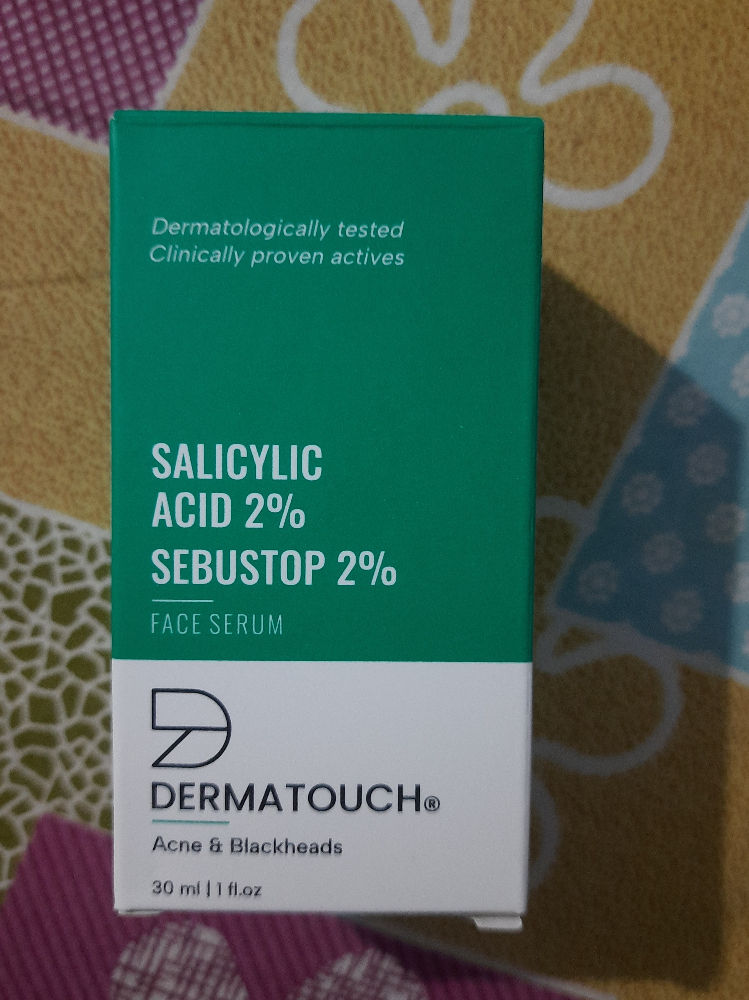 Dermatologically tested
Clinically proven actives
SALICYLIC
ACID 2%
SEBUSTOP 2%
FACE SERUM
DERMATOUCH®
Acne & Blackheads
30 ml | 1 fl.oz